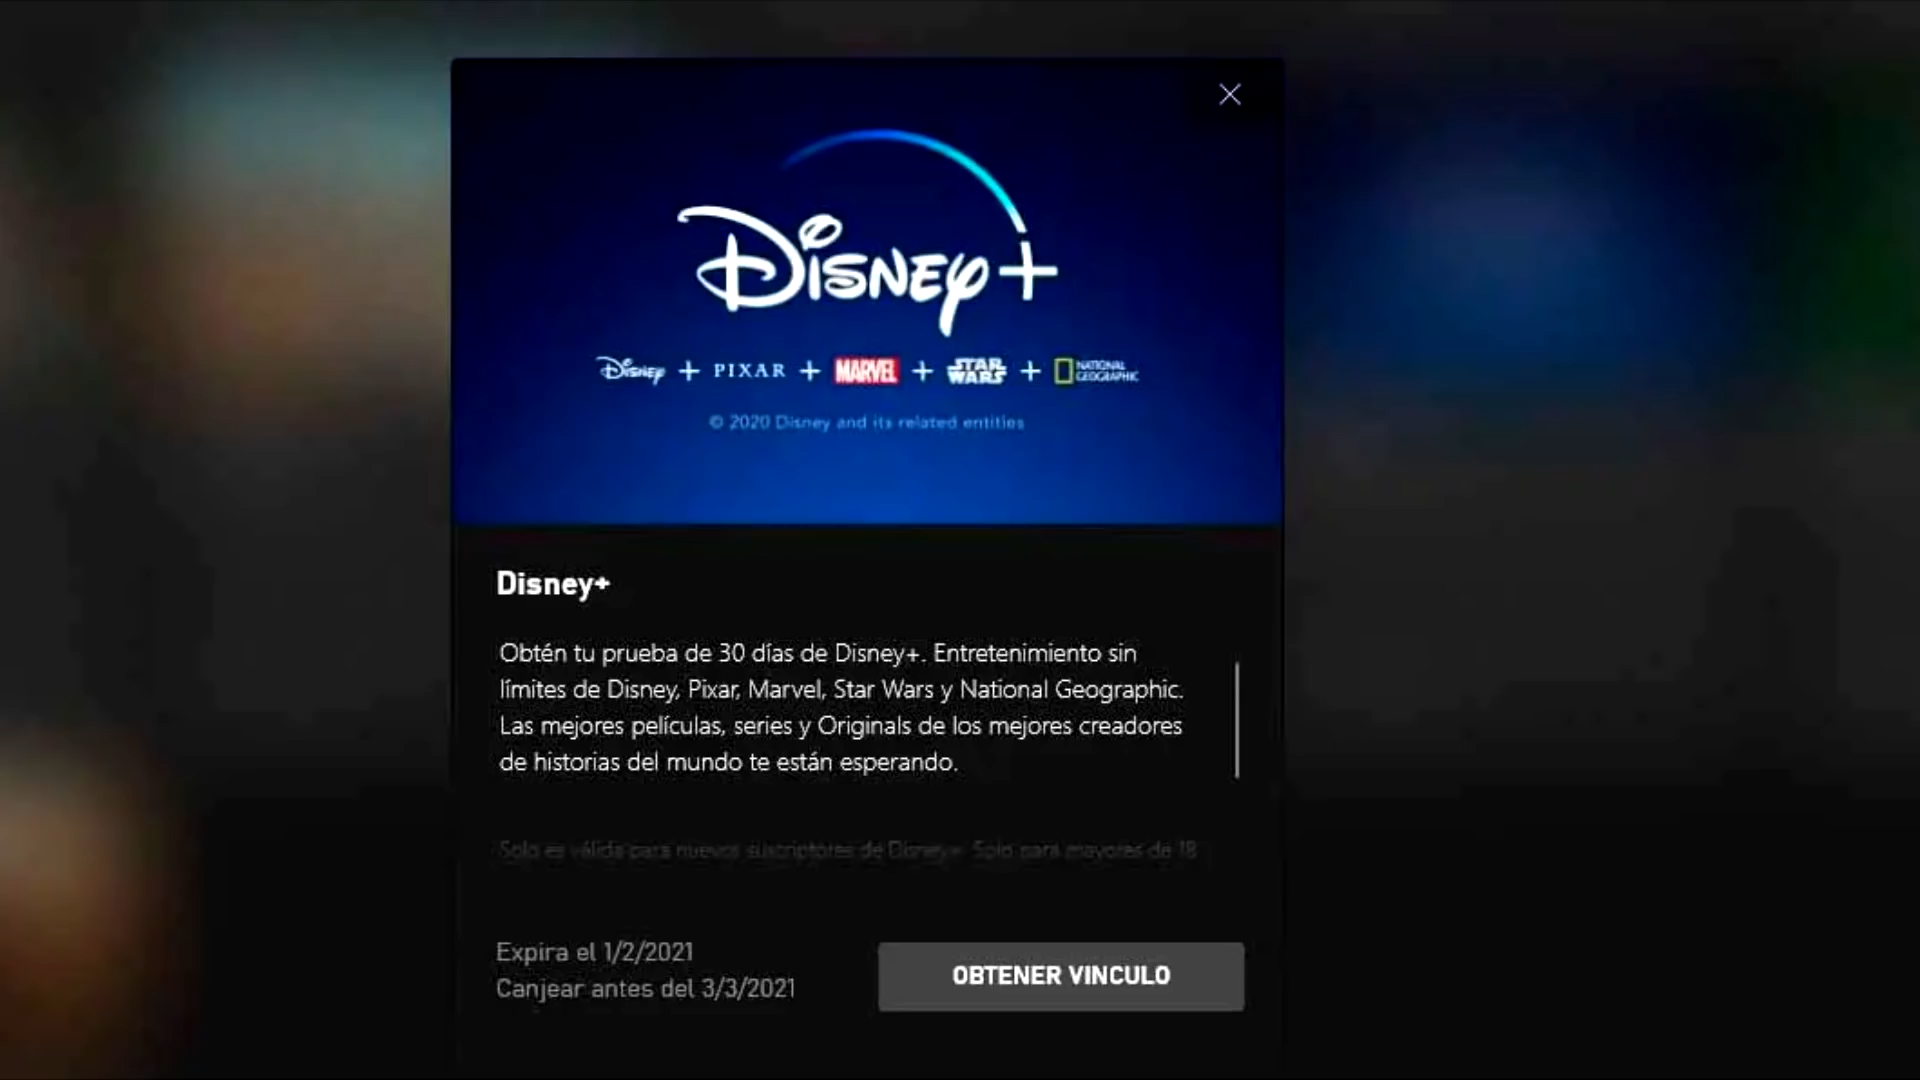 Disney+
Disney + PIXAR + MARVEL + STAR WARS + NATIONAL GEOGRAPHIC
© 2020 Disney and its related entities
Disney+
Obtén tu prueba de 30 días de Disney+. Entretenimiento sin
límites de Disney, Pixar, Marvel, Star Wars y National Geographic.
Las mejores películas, series y Originals de los mejores creadores
de historias del mundo te están esperando.
Solo es válida para nuevos suscriptores de Disney+. Solo para mayores de 18
Expira el 1/2/2021
Canjear antes del 3/3/2021
OBTENER VINCULO